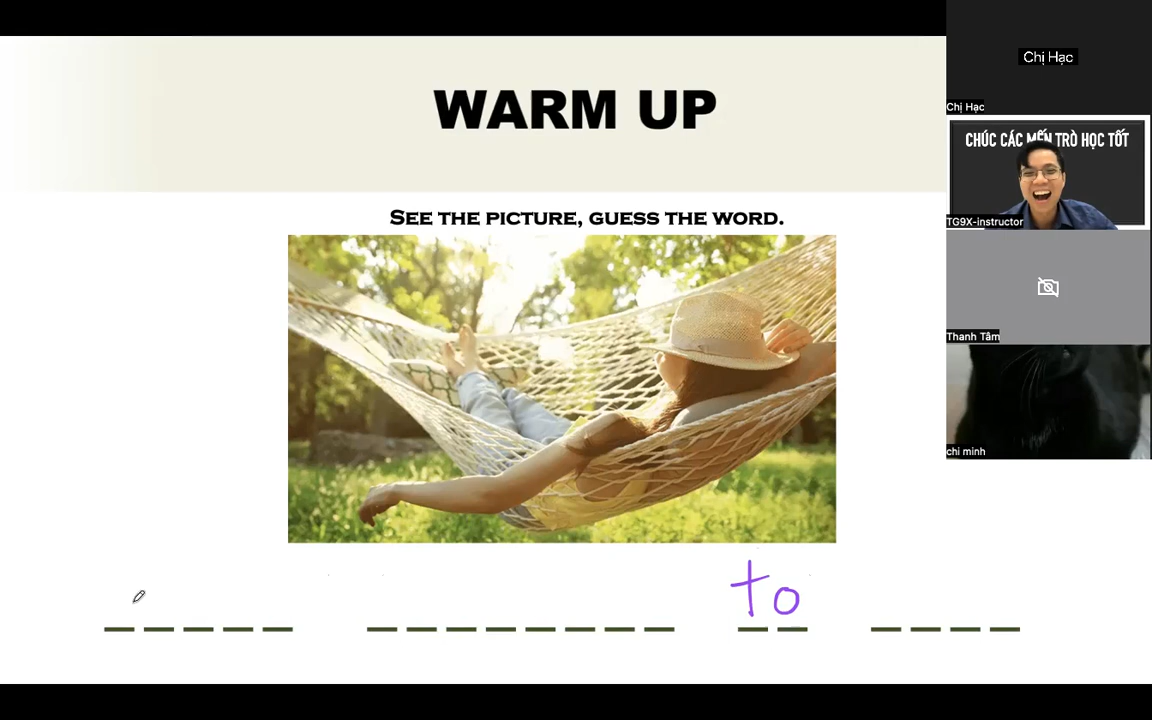 WARM UP
SEE THE PICTURE, GUESS THE WORD.
to
Chị Hạc
Chị Hạc
CHÚC CÁC MẾN TRÒ HỌC TỐT
TG9X-instructor
Thanh Tâm
chi minh